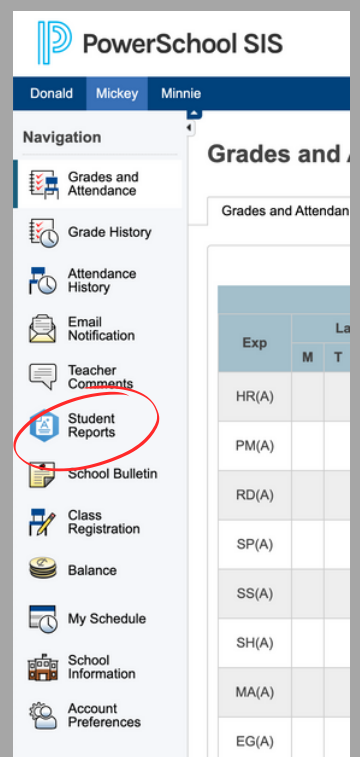 PowerSchool SIS
Donald Mickey Minnie
Navigation
Grades and
Attendance
Grade History
Attendance
History
Email
Notification
Teacher
Comments
Student
Reports
School Bulletin
Class
Registration
Balance
My Schedule
School
Information
Account
Preferences
Grades and
Grades and Attendan
Exp La
M T
HR(A)
PM(A)
RD(A)
SP(A)
SS(A)
SH(A)
MA(A)
EG(A)